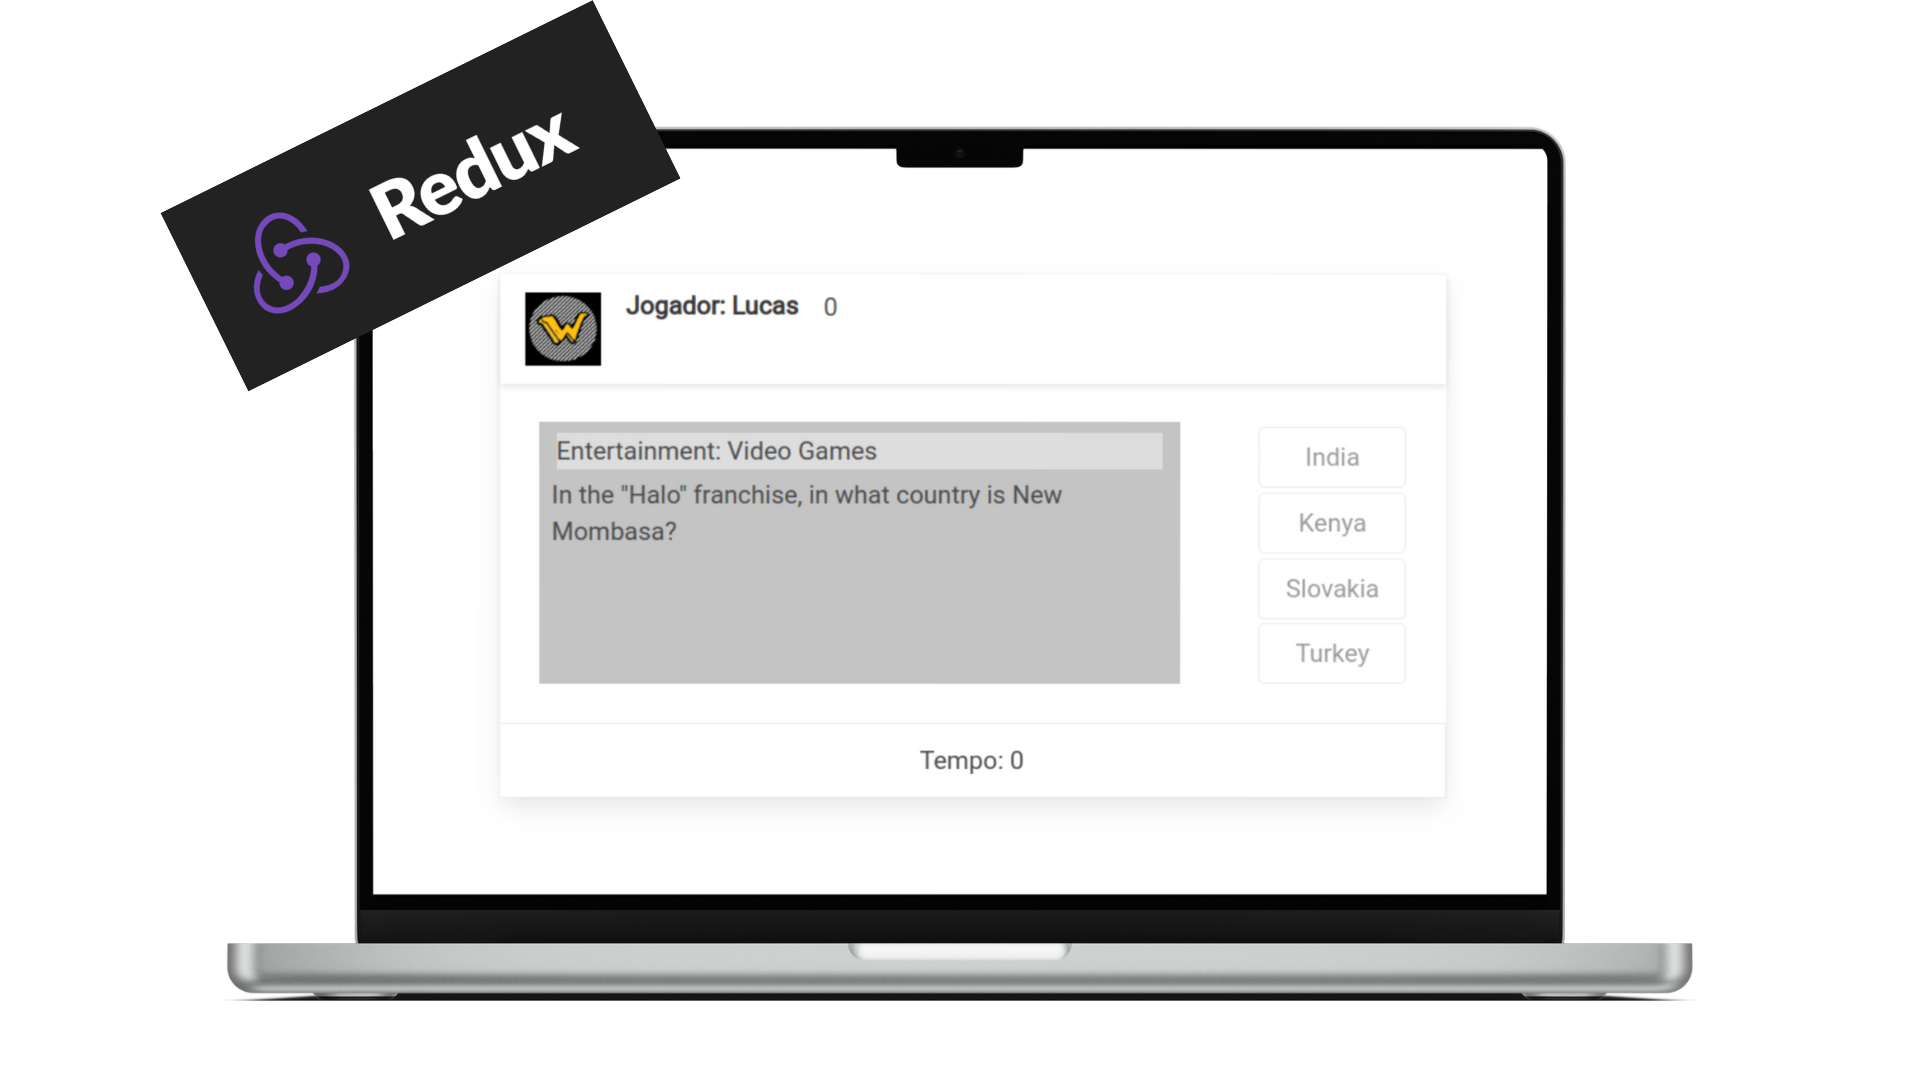 Redux
Jogador: Lucas 0
Entertainment: Video Games
In the "Halo" franchise, in what country is New
Mombasa?
India
Kenya
Slovakia
Turkey
Tempo: 0